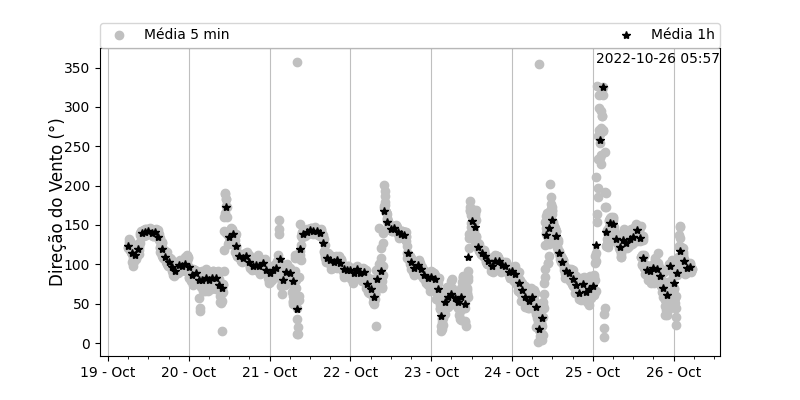 Média 5 min
Média 1h
2022-10-26 05:57
Direção do Vento (°)
350
300
250
200
150
100
50
0
19 - Oct
20 - Oct
21 - Oct
22 - Oct
23 - Oct
24 - Oct
25 - Oct
26 - Oct